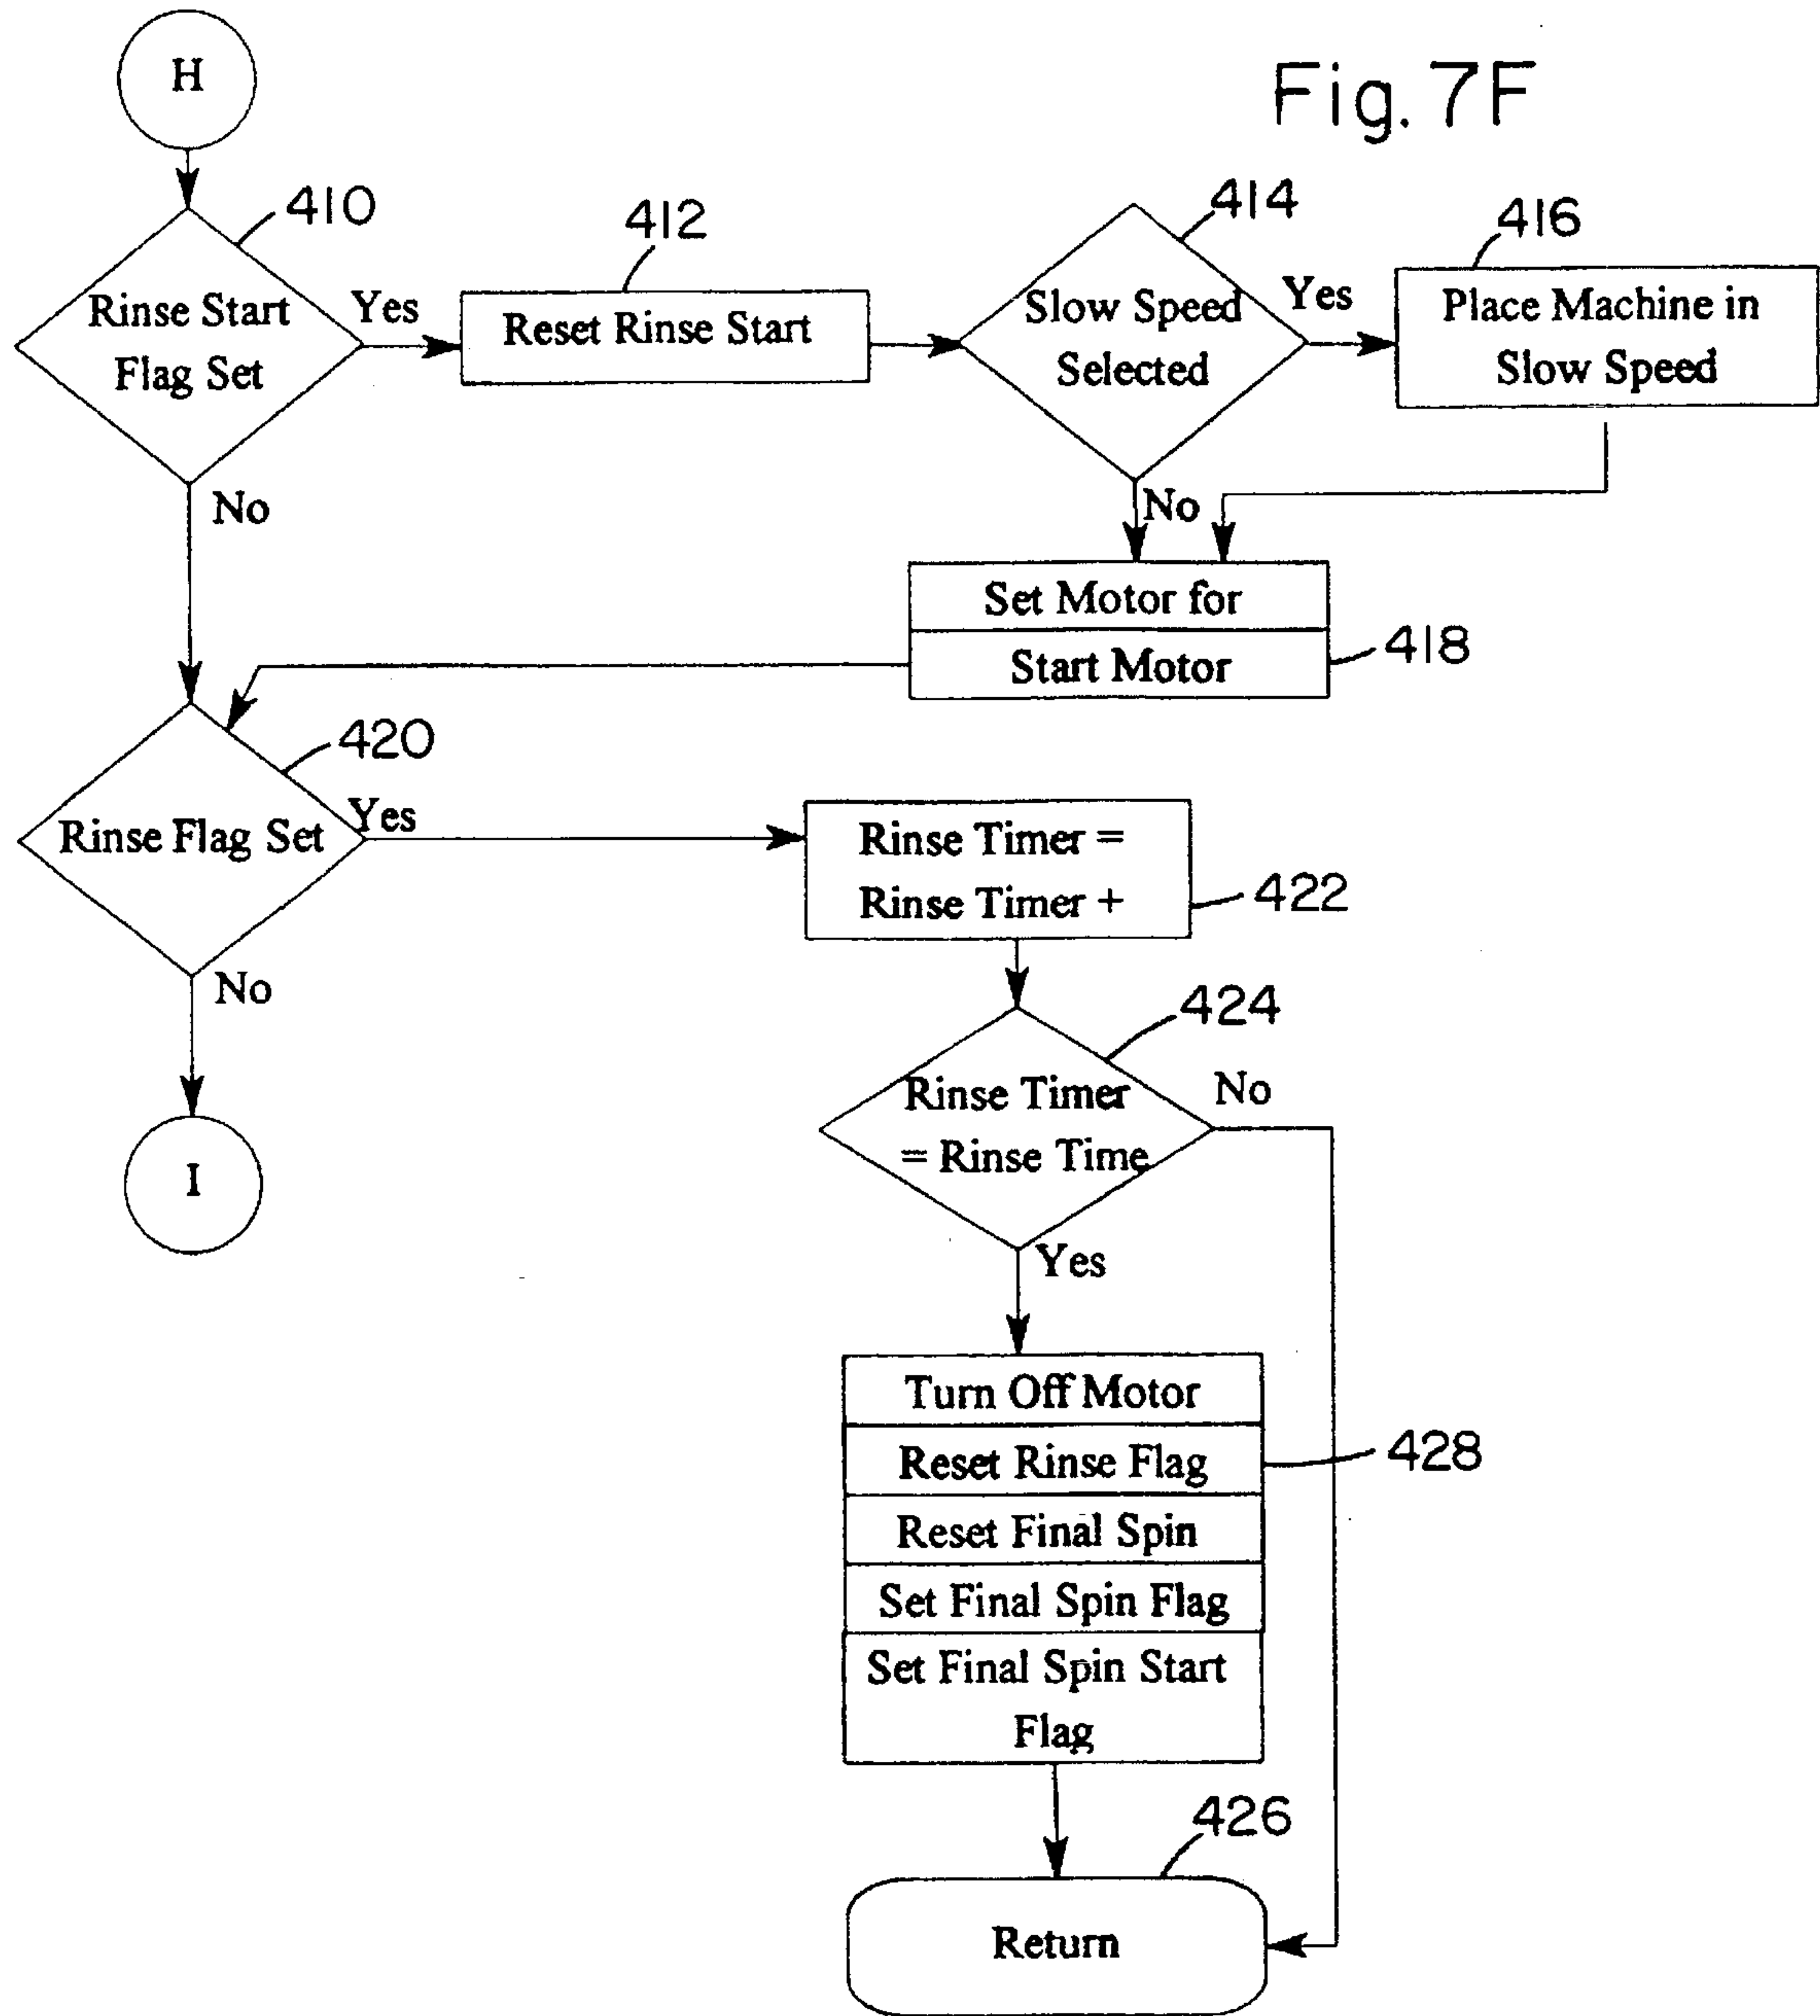 H
Fig. 7F
410
412
414
416
Rinse Start
Flag Set
Yes
Reset Rinse Start
Slow Speed
Selected
Yes
Place Machine in
Slow Speed
No
No
Set Motor for
Start Motor
418
420
Rinse Flag Set
Yes
Rinse Timer =
Rinse Timer +
422
No
424
Rinse Timer
= Rinse Time
No
I
Yes
Turn Off Motor
Reset Rinse Flag
428
Reset Final Spin
Set Final Spin Flag
Set Final Spin Start
Flag
426
Return